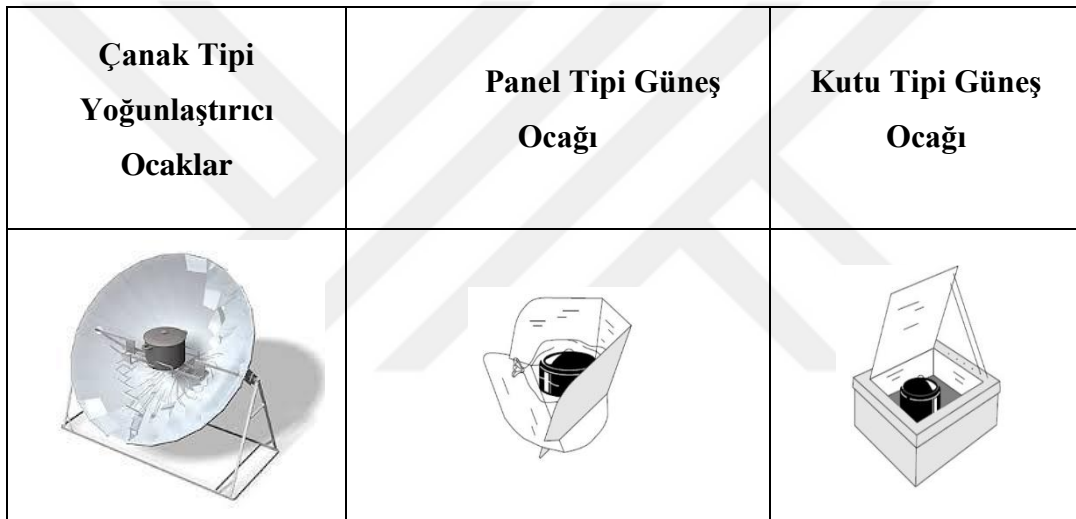 Çanak Tipi
Yoğunlaştırıcı
Ocaklar
Panel Tipi Güneş
Ocağı
Kutu Tipi Güneş
Ocağı